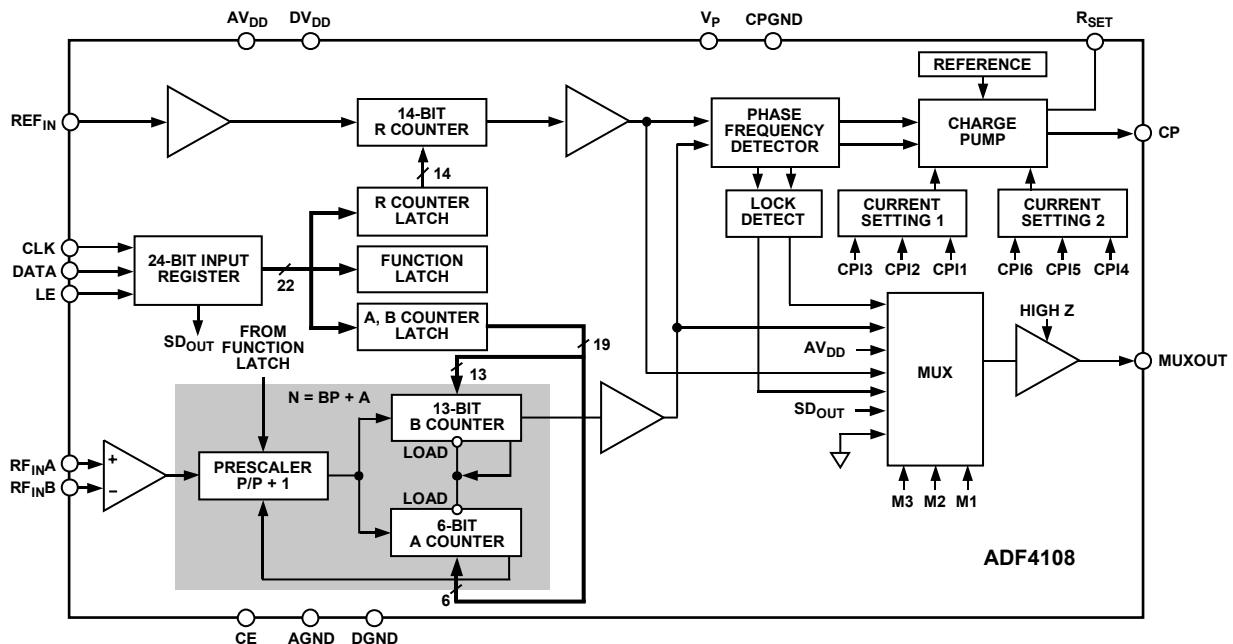 AVDD DVDD VP CPGND RSET
REFERENCE
REFIN
14-BIT
R COUNTER
PHASE
FREQUENCY
DETECTOR
CHARGE
PUMP
CP
14
R COUNTER
LATCH
LOCK
DETECT
CURRENT
SETTING 1
CURRENT
SETTING 2
CLK
DATA
LE
24-BIT INPUT
REGISTER
22
FUNCTION
LATCH
CPI3 CPI2 CPI1 CPI6 CPI5 CPI4
A, B COUNTER
LATCH
SDOUT
FROM
FUNCTION
LATCH
19
13
HIGH Z
AVDD
MUX
MUXOUT
SDOUT
N = BP + A
13-BIT
B COUNTER
LOAD
RFINA
RFINB
+
–
PRESCALER
P/P + 1
LOAD
6-BIT
A COUNTER
6
M3 M2 M1
ADF4108
CE AGND DGND